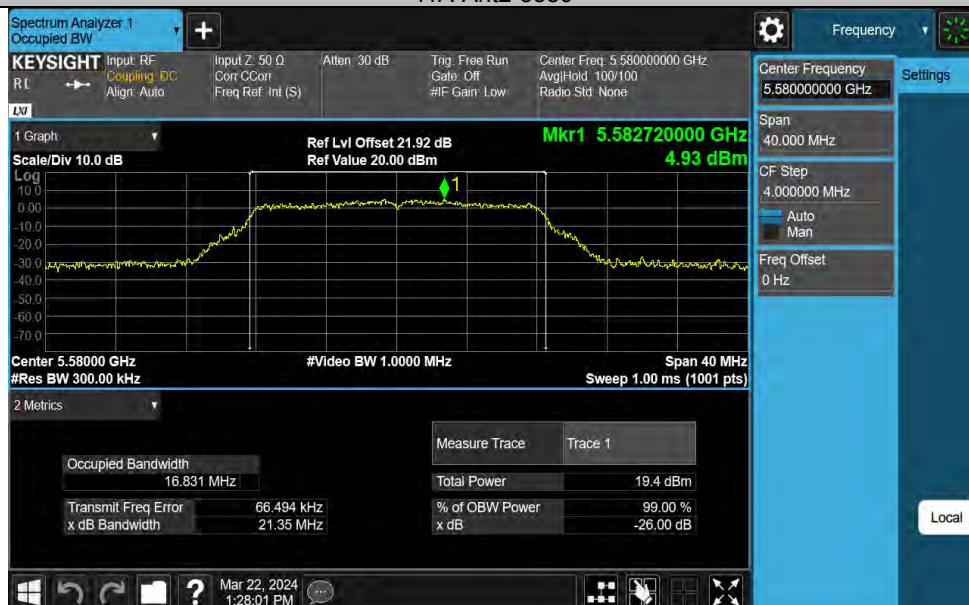 Spectrum Analyzer 1
Occupied BW
+
Frequency
KEYSIGHT
Input: RF
Input Z: 50 Ω
Atten: 30 dB
Trig: Free Run
Center Freq: 5.580000000 GHz
Coupling: DC
Corr CCorr
Gate: Off
Avg|Hold: 100/100
Align: Auto
Freq Ref: Int (S)
#IF Gain: Low
Radio Std: None
LXI
Center Frequency
5.580000000 GHz
Settings
Span
40.000 MHz
CF Step
4.000000 MHz
Auto
Man
Freq Offset
0 Hz
1 Graph
Ref Lvl Offset 21.92 dB
Mkr1 5.582720000 GHz
Scale/Div 10.0 dB
Ref Value 20.00 dBm
4.93 dBm
Log
1
10.0
0.00
-10.0
-20.0
-30.0
-40.0
-50.0
-60.0
-70.0
Center 5.58000 GHz
#Video BW 1.0000 MHz
Span 40 MHz
#Res BW 300.00 kHz
Sweep 1.00 ms (1001 pts)
2 Metrics
Measure Trace
Trace 1
Occupied Bandwidth
16.831 MHz
Total Power
19.4 dBm
Transmit Freq Error
66.494 kHz
% of OBW Power
99.00 %
x dB Bandwidth
21.35 MHz
x dB
-26.00 dB
Local
?
Mar 22, 2024
1:28:01 PM